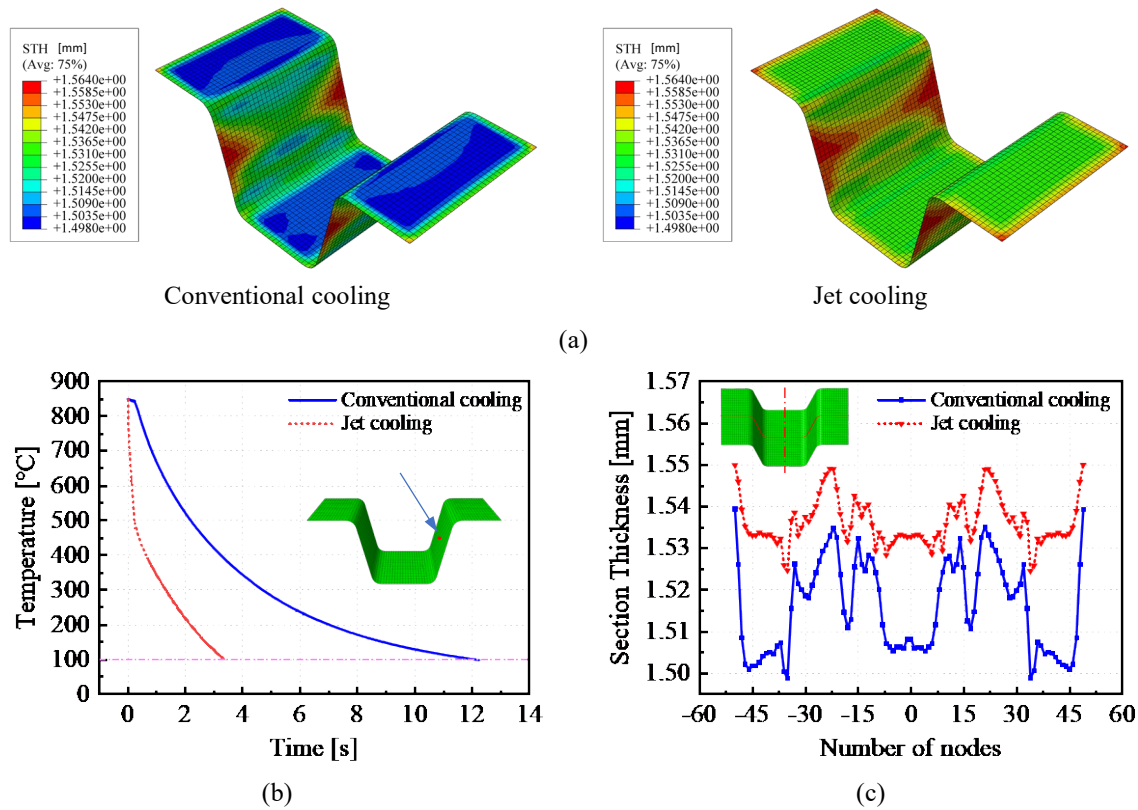 STH [mm]
(Avg: 75%)
+1.5640e+00
+1.5585e+00
+1.5530e+00
+1.5475e+00
+1.5420e+00
+1.5365e+00
+1.5310e+00
+1.5255e+00
+1.5200e+00
+1.5145e+00
+1.5090e+00
+1.5035e+00
+1.4980e+00
STH [mm]
(Avg: 75%)
+1.5640e+00
+1.5585e+00
+1.5530e+00
+1.5475e+00
+1.5420e+00
+1.5365e+00
+1.5310e+00
+1.5255e+00
+1.5200e+00
+1.5145e+00
+1.5090e+00
+1.5035e+00
+1.4980e+00
Conventional cooling
Jet cooling
(a)
Temperature [°C]
900
800
700
600
500
400
300
200
100
0
Conventional cooling
Jet cooling
0 2 4 6 8 10 12 14
Time [s]
(b)
Section Thickness [mm]
1.57
1.56
1.55
1.54
1.53
1.52
1.51
1.50
Conventional cooling
Jet cooling
-60 -45 -30 -15 0 15 30 45 60
Number of nodes
(c)